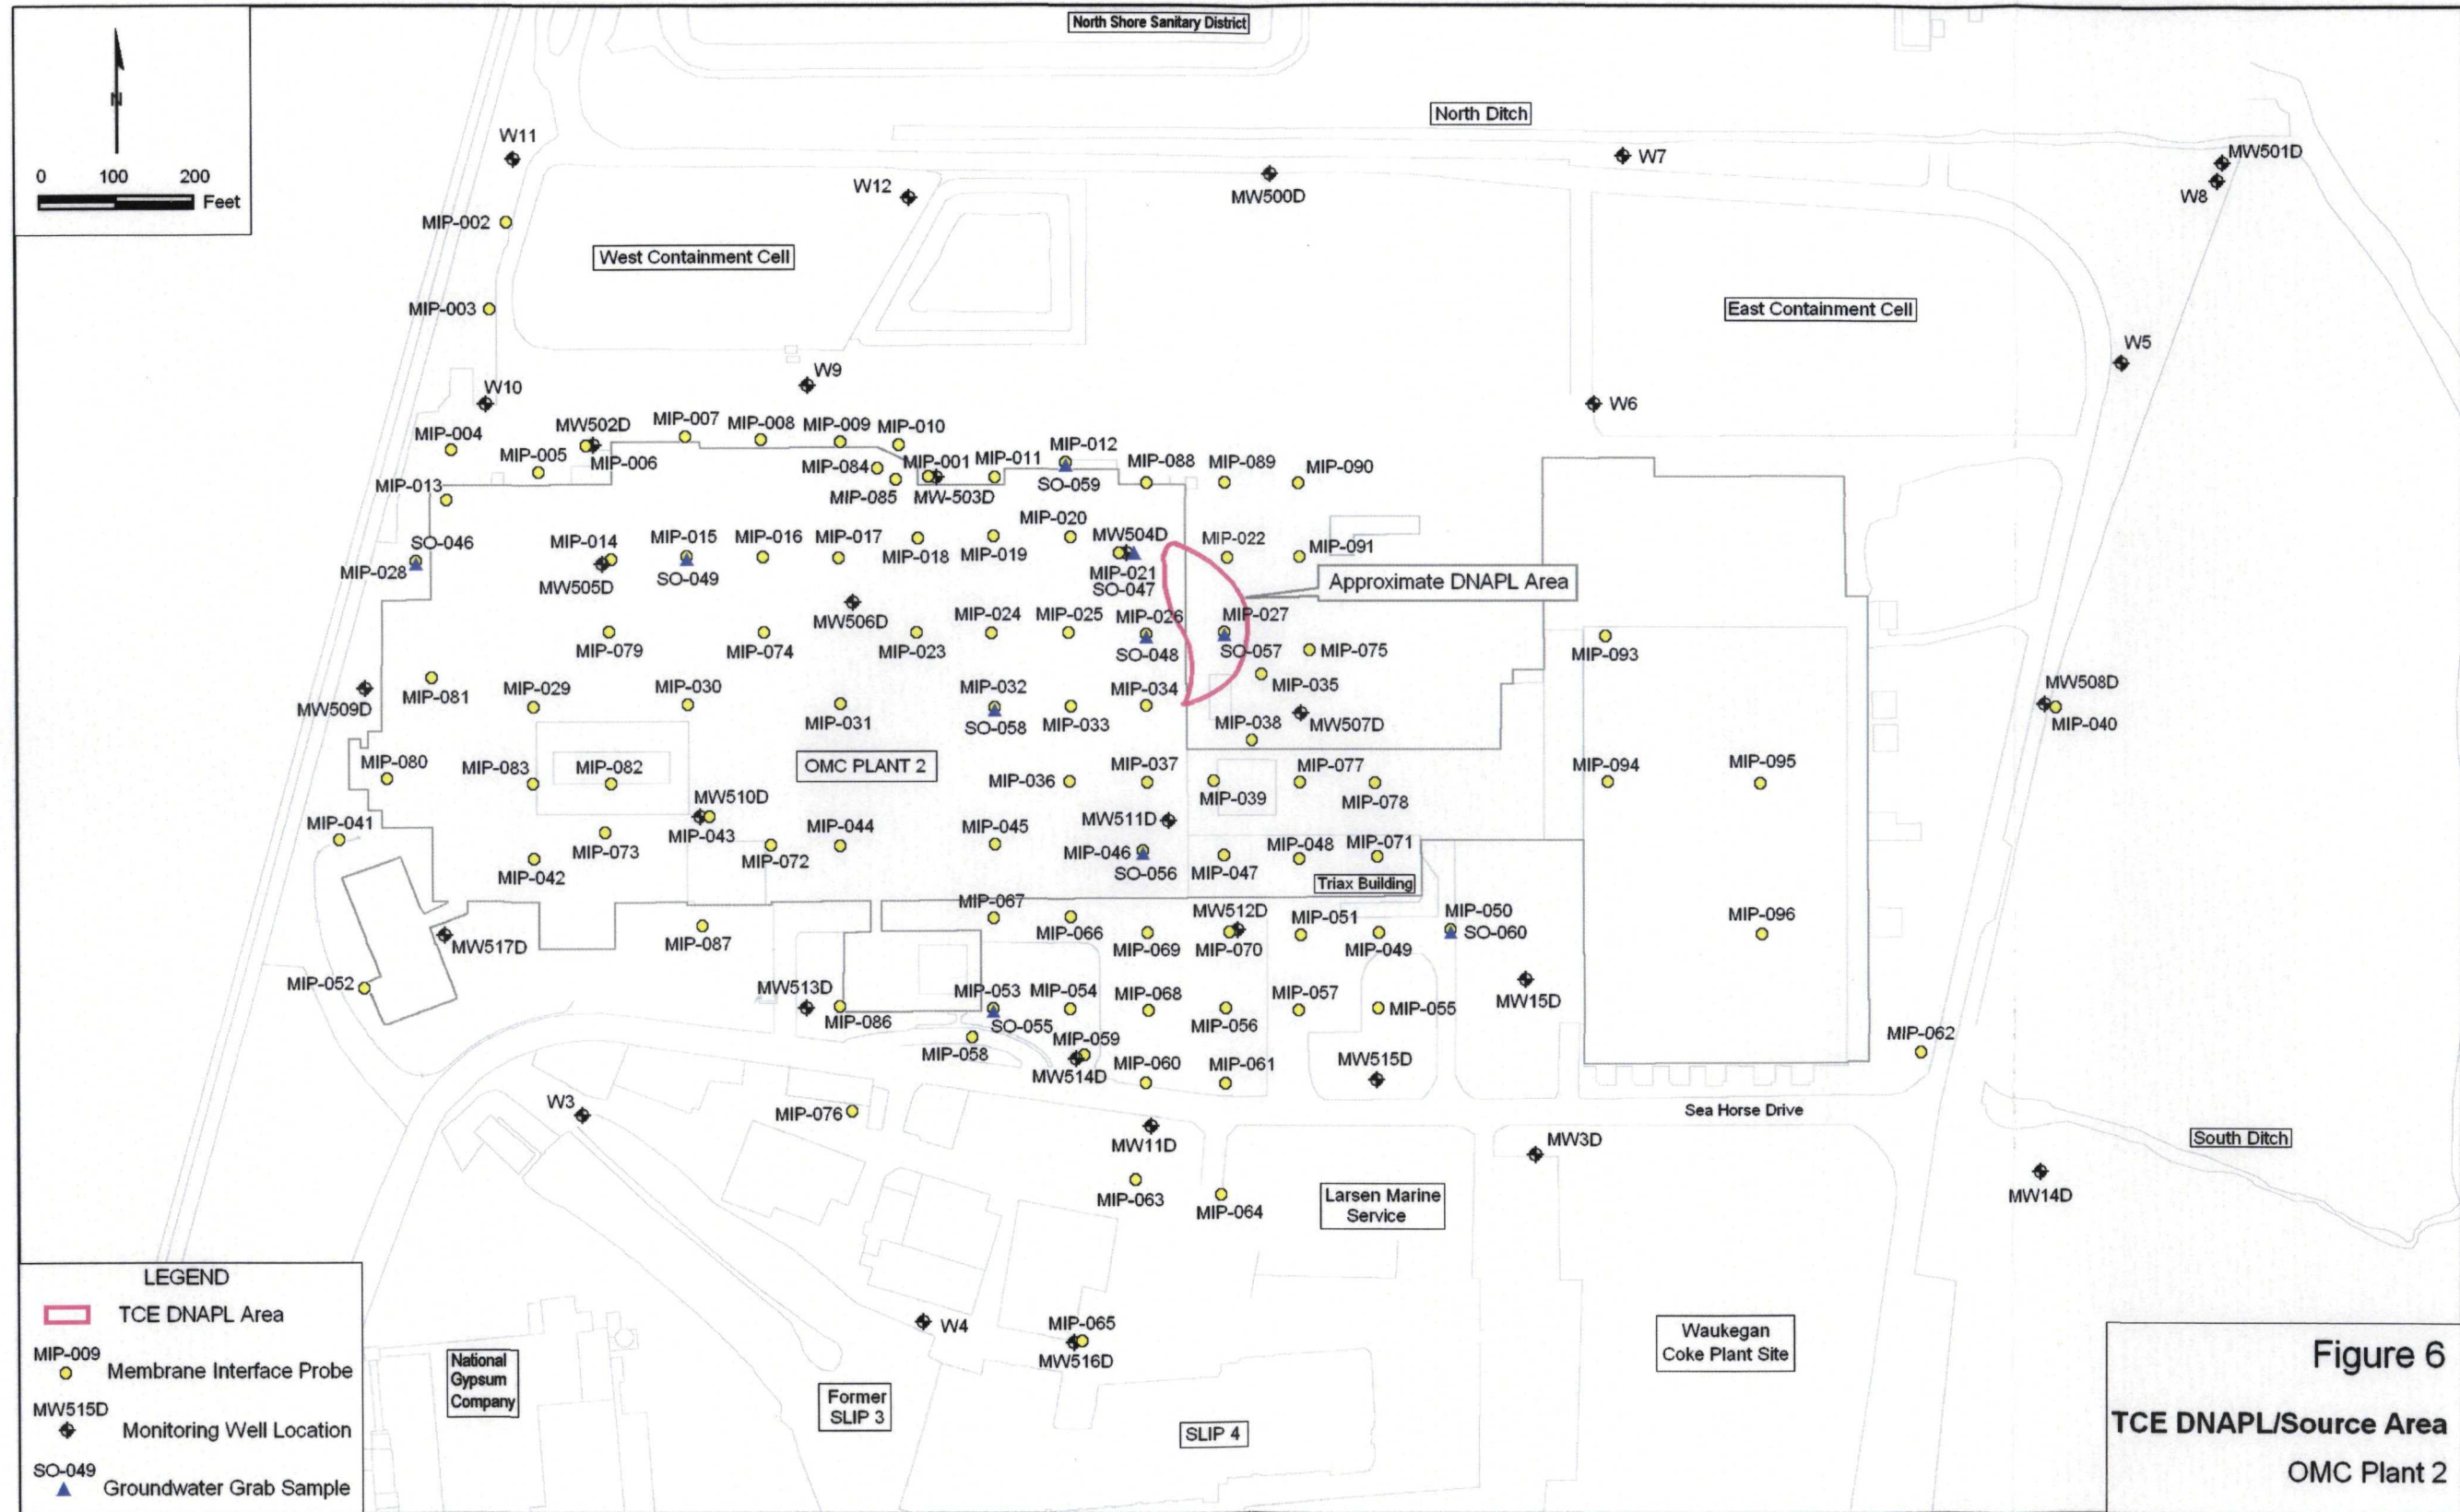 North Shore Sanitary District
N
0 100 200
Feet
North Ditch
W11
W7
MW501D
W12
W8
MW500D
MIP-002
West Containment Cell
MIP-003
East Containment Cell
W5
W9
W10
W6
MIP-004
MW502D
MIP-007
MIP-008
MIP-009
MIP-010
MIP-012
MIP-005
MIP-006
MIP-084
MIP-001
MIP-011
MIP-088
MIP-089
MIP-090
MIP-013
MIP-085
MW-503D
SO-059
MIP-020
SO-046
MIP-014
MIP-015
MIP-016
MIP-017
MW504D
MIP-022
MIP-091
MIP-028
MIP-018
MIP-019
MW505D
SO-049
MIP-021
SO-047
Approximate DNAPL Area
MW506D
MIP-024
MIP-025
MIP-026
MIP-027
MIP-079
MIP-074
MIP-023
SO-048
SO-057
MIP-075
MIP-093
MIP-081
MIP-029
MIP-030
MIP-032
MIP-034
MIP-035
MW508D
MW509D
MIP-031
SO-058
MIP-033
MIP-038
MW507D
MIP-040
MIP-080
MIP-083
MIP-082
OMC PLANT 2
MIP-036
MIP-037
MIP-077
MIP-094
MIP-095
MIP-039
MIP-078
MW510D
MIP-041
MIP-043
MIP-044
MIP-045
MW511D
MIP-073
MIP-072
MIP-046
MIP-048
MIP-071
MIP-042
SO-056
MIP-047
Triax Building
MIP-067
MW512D
MIP-051
MIP-050
MIP-096
MW517D
MIP-087
MIP-066
MIP-069
MIP-070
MIP-049
SO-060
MIP-052
MW513D
MIP-053
MIP-054
MIP-068
MIP-057
MW15D
MIP-086
SO-055
MIP-056
MIP-055
MIP-058
MIP-059
MIP-062
MW514D
MIP-060
MIP-061
MW515D
W3
MIP-076
Sea Horse Drive
MW11D
MW3D
South Ditch
MIP-063
MIP-064
Larsen Marine
Service
MW14D
W4
MIP-065
MW516D
Waukegan
Coke Plant Site
National
Gypsum
Company
Former
SLIP 3
SLIP 4
LEGEND
TCE DNAPL Area
MIP-009
Membrane Interface Probe
MW515D
Monitoring Well Location
SO-049
Groundwater Grab Sample
Figure 6
TCE DNAPL/Source Area
OMC Plant 2